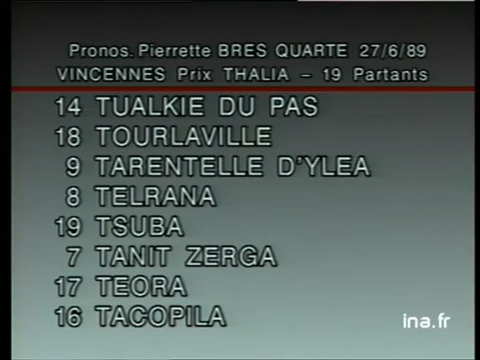 Pronos. Pierrette BRES QUARTE 27/6/89
VINCENNES Prix THALIA – 19 Partants
14 TUALKIE DU PAS
18 TOURLAVILLE
9 TARENTELLE D'YLEA
8 TELRANA
19 TSUBA
7 TANIT ZERGA
17 TEORA
16 TACOPILA
ina.fr